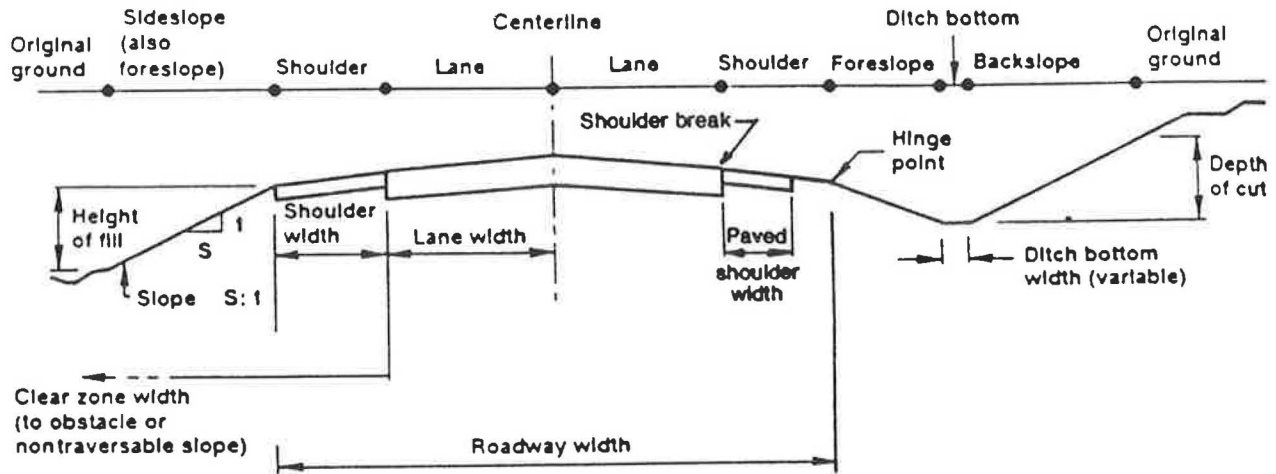 Original
ground
Sideslope
(also
foreslope)
Shoulder
Lane
Centerline
Lane
Shoulder
Foreslope
Ditch bottom
Backslope
Original
ground
Shoulder break
Hinge
point
Depth
of cut
Height
of fill
1
S
Slope S:1
Shoulder
width
Lane width
Paved
shoulder
width
Ditch bottom
width (variable)
Clear zone width
(to obstacle or
nontraversable slope)
Roadway width